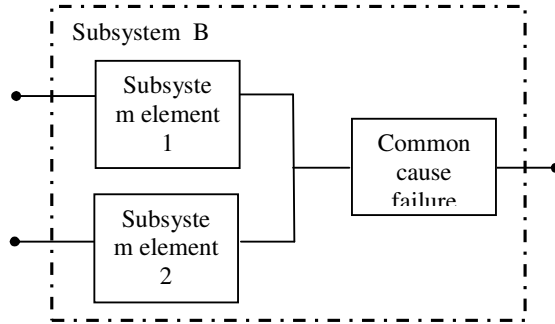 Subsystem B
Subsyste
m element
1
Common
cause
failure
Subsyste
m element
2